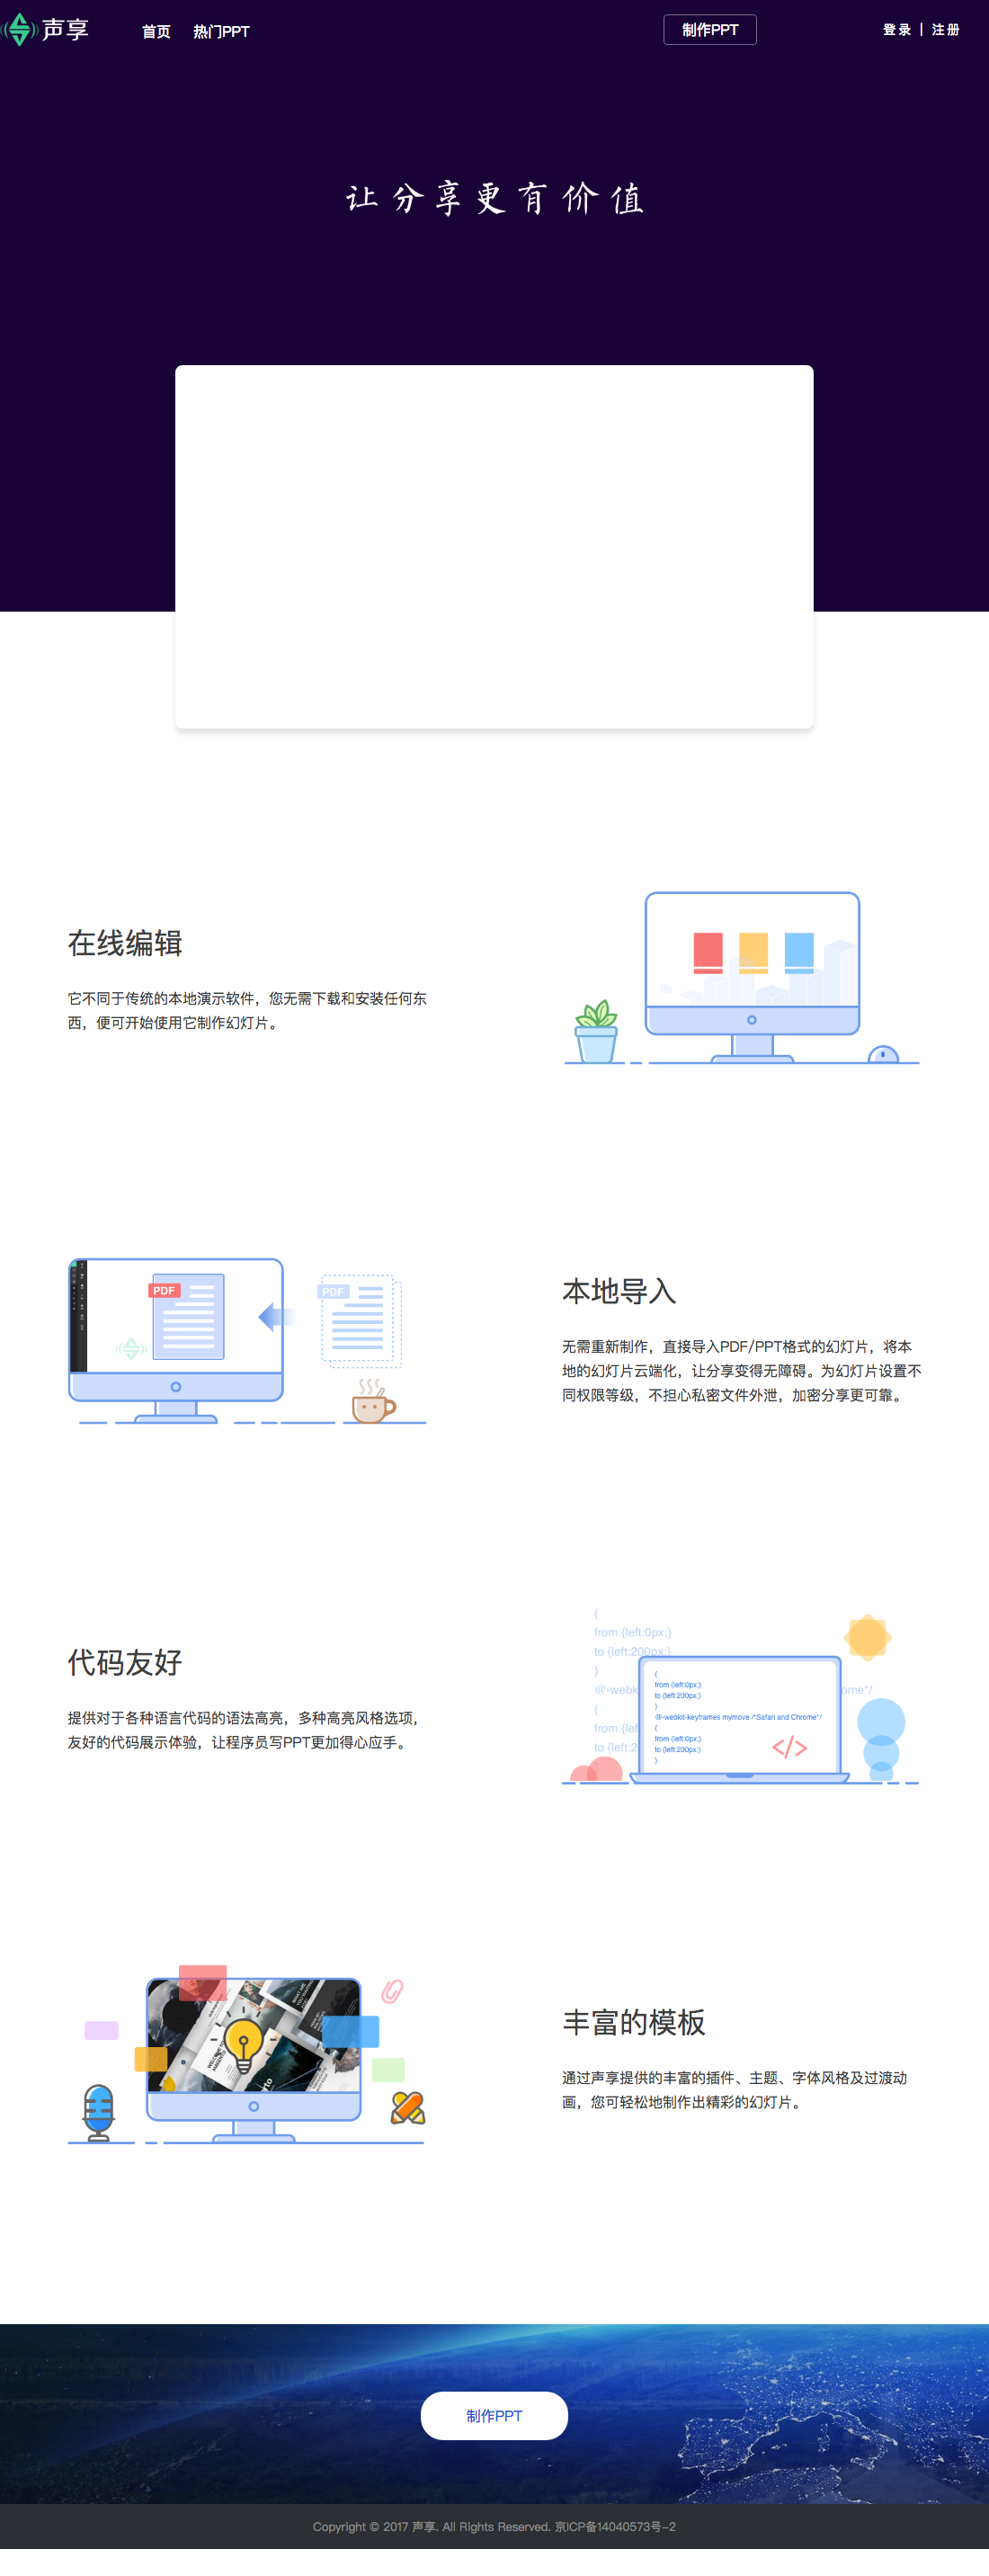 声享
首页 热门PPT 制作PPT 登录 | 注册
让分享更有价值
在线编辑
它不同于传统的本地演示软件，您无需下载和安装任何东
西，便可开始使用它制作幻灯片。
PDF
PDF
本地导入
无需重新制作，直接导入PDF/PPT格式的幻灯片，将本
地的幻灯片云端化，让分享变得无障碍。为幻灯片设置不
同权限等级，不担心私密文件外泄，加密分享更可靠。
代码友好
提供对于各种语言代码的语法高亮，多种高亮风格选项，
友好的代码展示体验，让程序员写PPT更加得心应手。
{
from {left:0px;}
to {left:200px;}
}
@-webk
ome"/
{
from {lef
to {left:2
{
from {left:0px;}
to {left:200px;}
}
@-webkit-keyframes mymove /"Safari and Chrome"/
{
from {left:0px;}
to {left:200px;}
}
</>
丰富的模板
通过声享提供的丰富的插件、主题、字体风格及过渡动
画，您可轻松地制作出精彩的幻灯片。
制作PPT
Copyright © 2017 声享. All Rights Reserved. 京ICP备14040573号-2